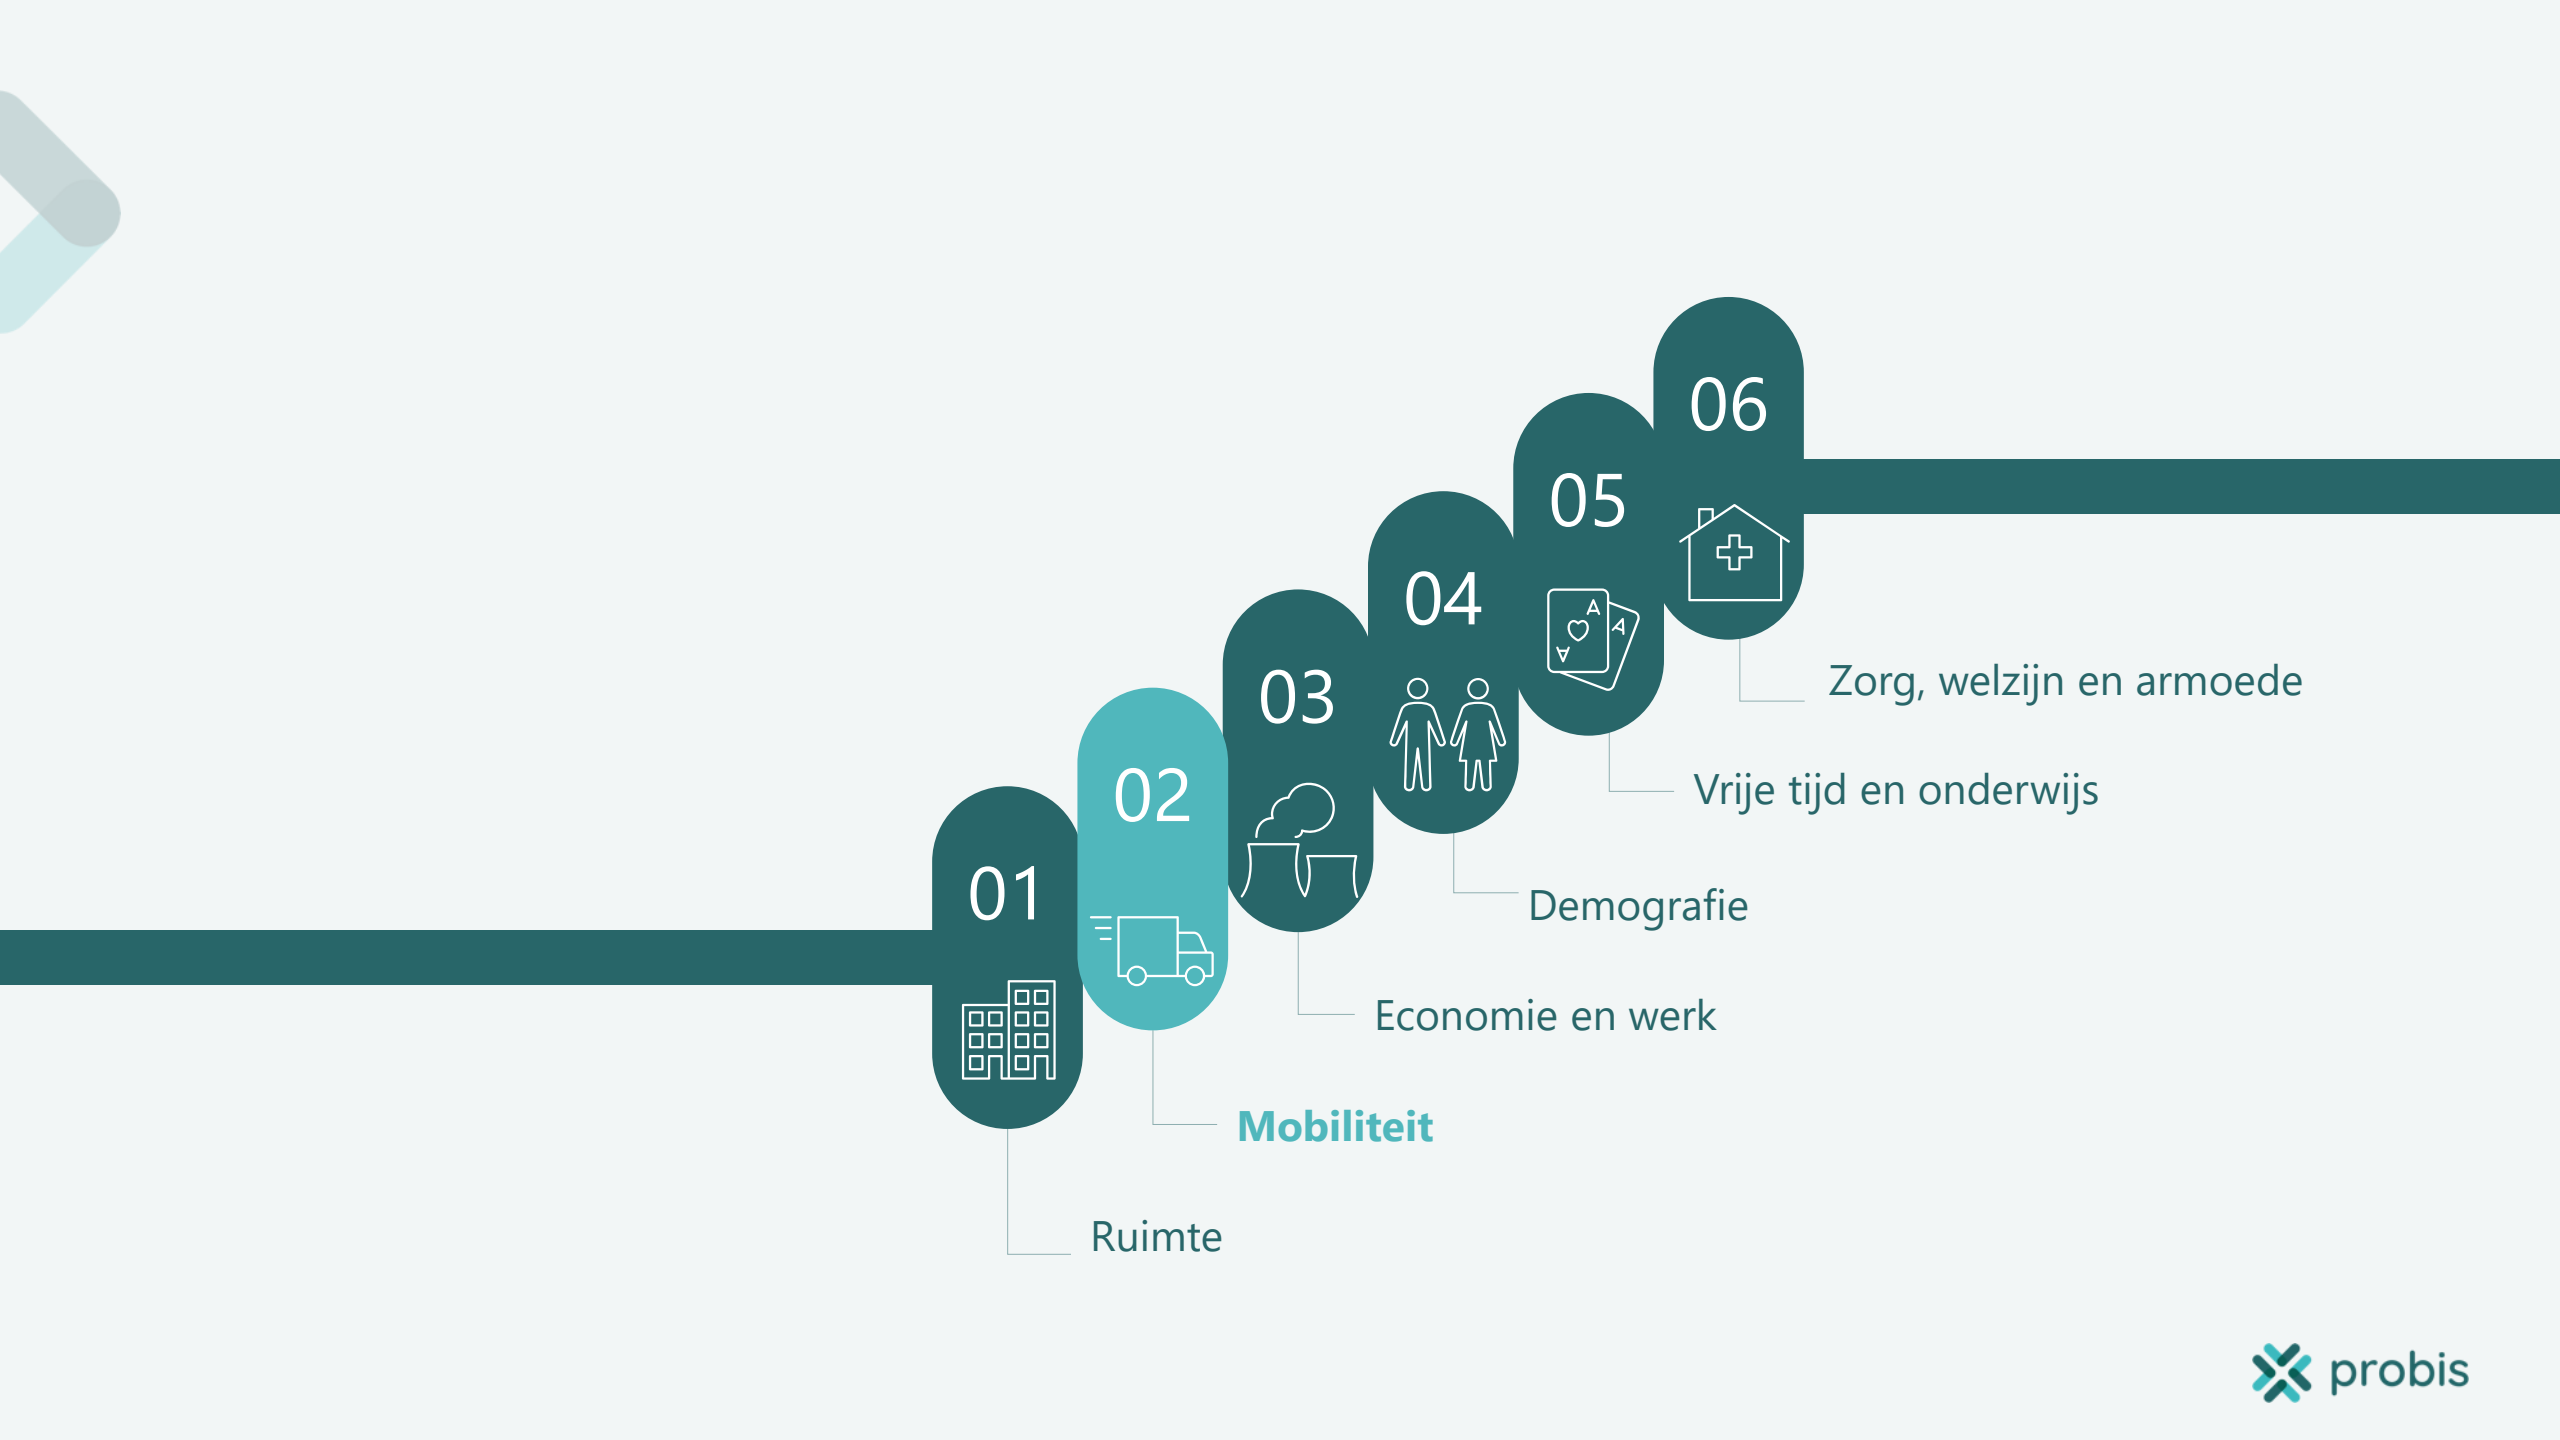 06
05
04
03
02
01
A
A
A
Zorg, welzijn en armoede
Vrije tijd en onderwijs
Demografie
Economie en werk
Mobiliteit
Ruimte
probis